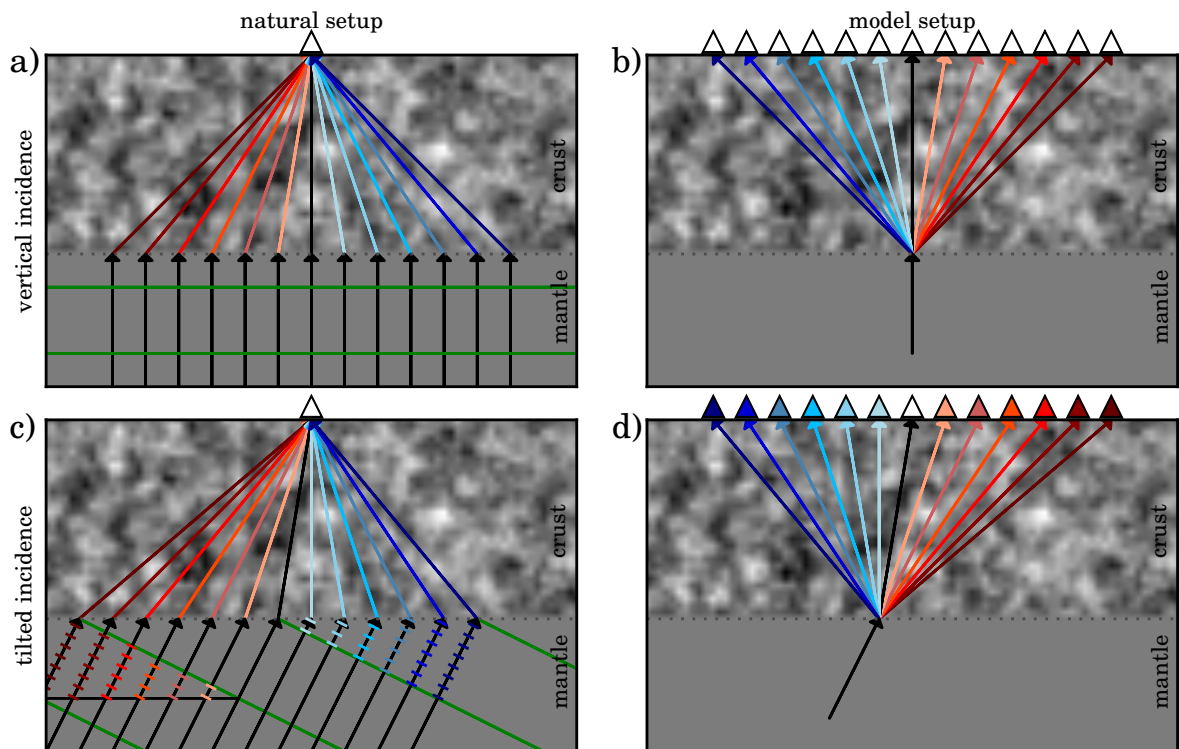 natural setup
model setup
a)
b)
vertical incidence
crust
mantle
crust
mantle
c)
d)
tilted incidence
crust
mantle
crust
mantle